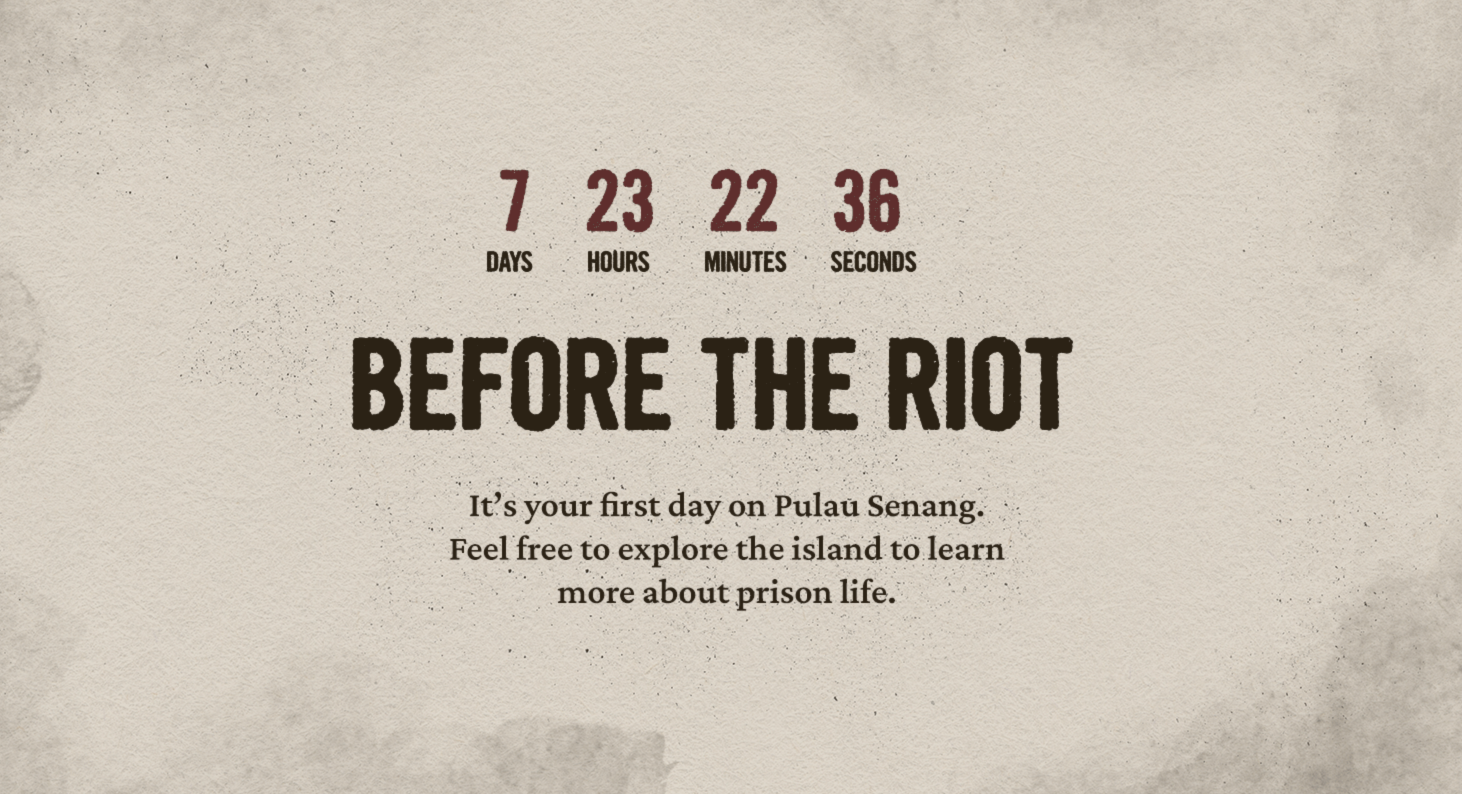 7 23 22 36
DAYS HOURS MINUTES SECONDS
BEFORE THE RIOT
It’s your first day on Pulau Senang.
Feel free to explore the island to learn
more about prison life.